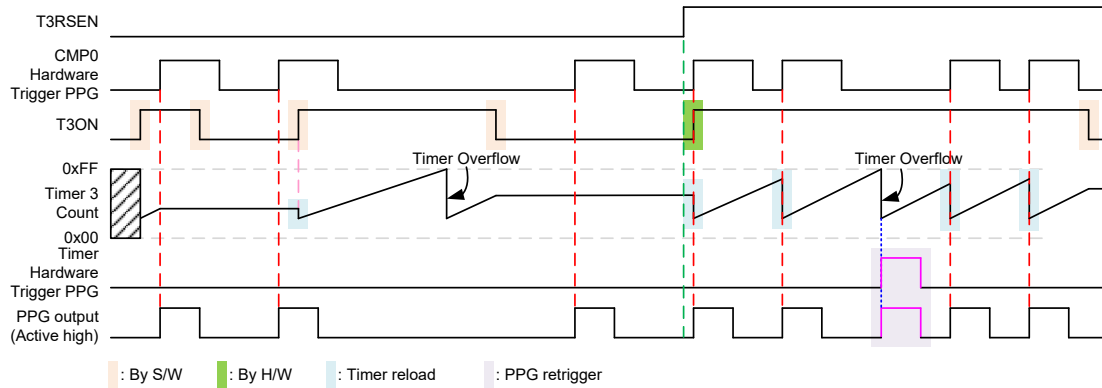 T3RSEN
CMP0
Hardware
Trigger PPG
T3ON
0xFF
Timer Overflow
Timer Overflow
Timer 3
Count
0x00
Timer
Hardware
Trigger PPG
PPG output
(Active high)
: By S/W
: By H/W
: Timer reload
: PPG retrigger